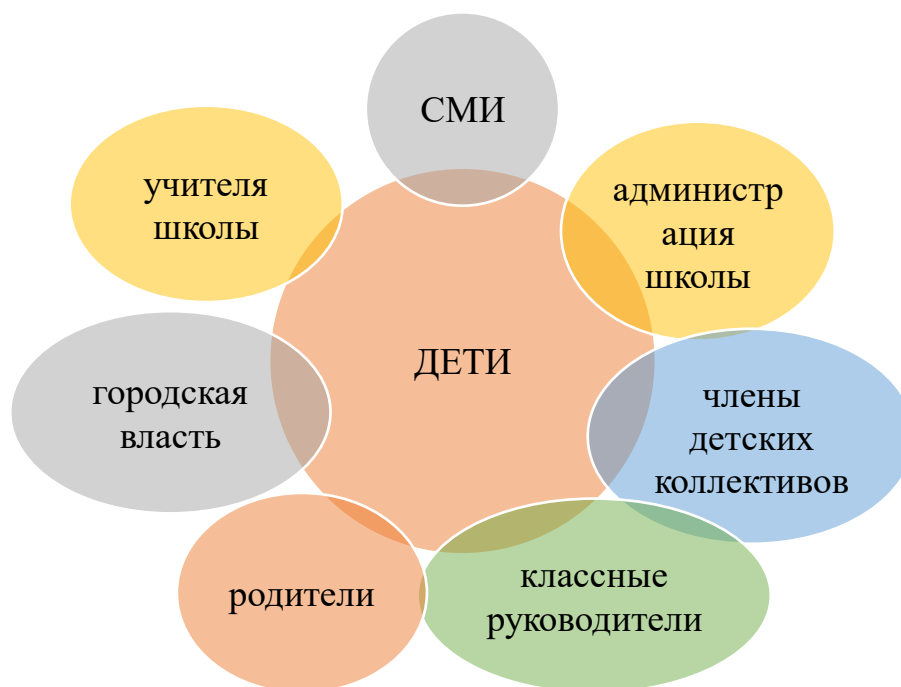 СМИ
учителя
школы
администр
ация
школы
ДЕТИ
городская
власть
члены
детских
коллективов
родители
классные
руководители